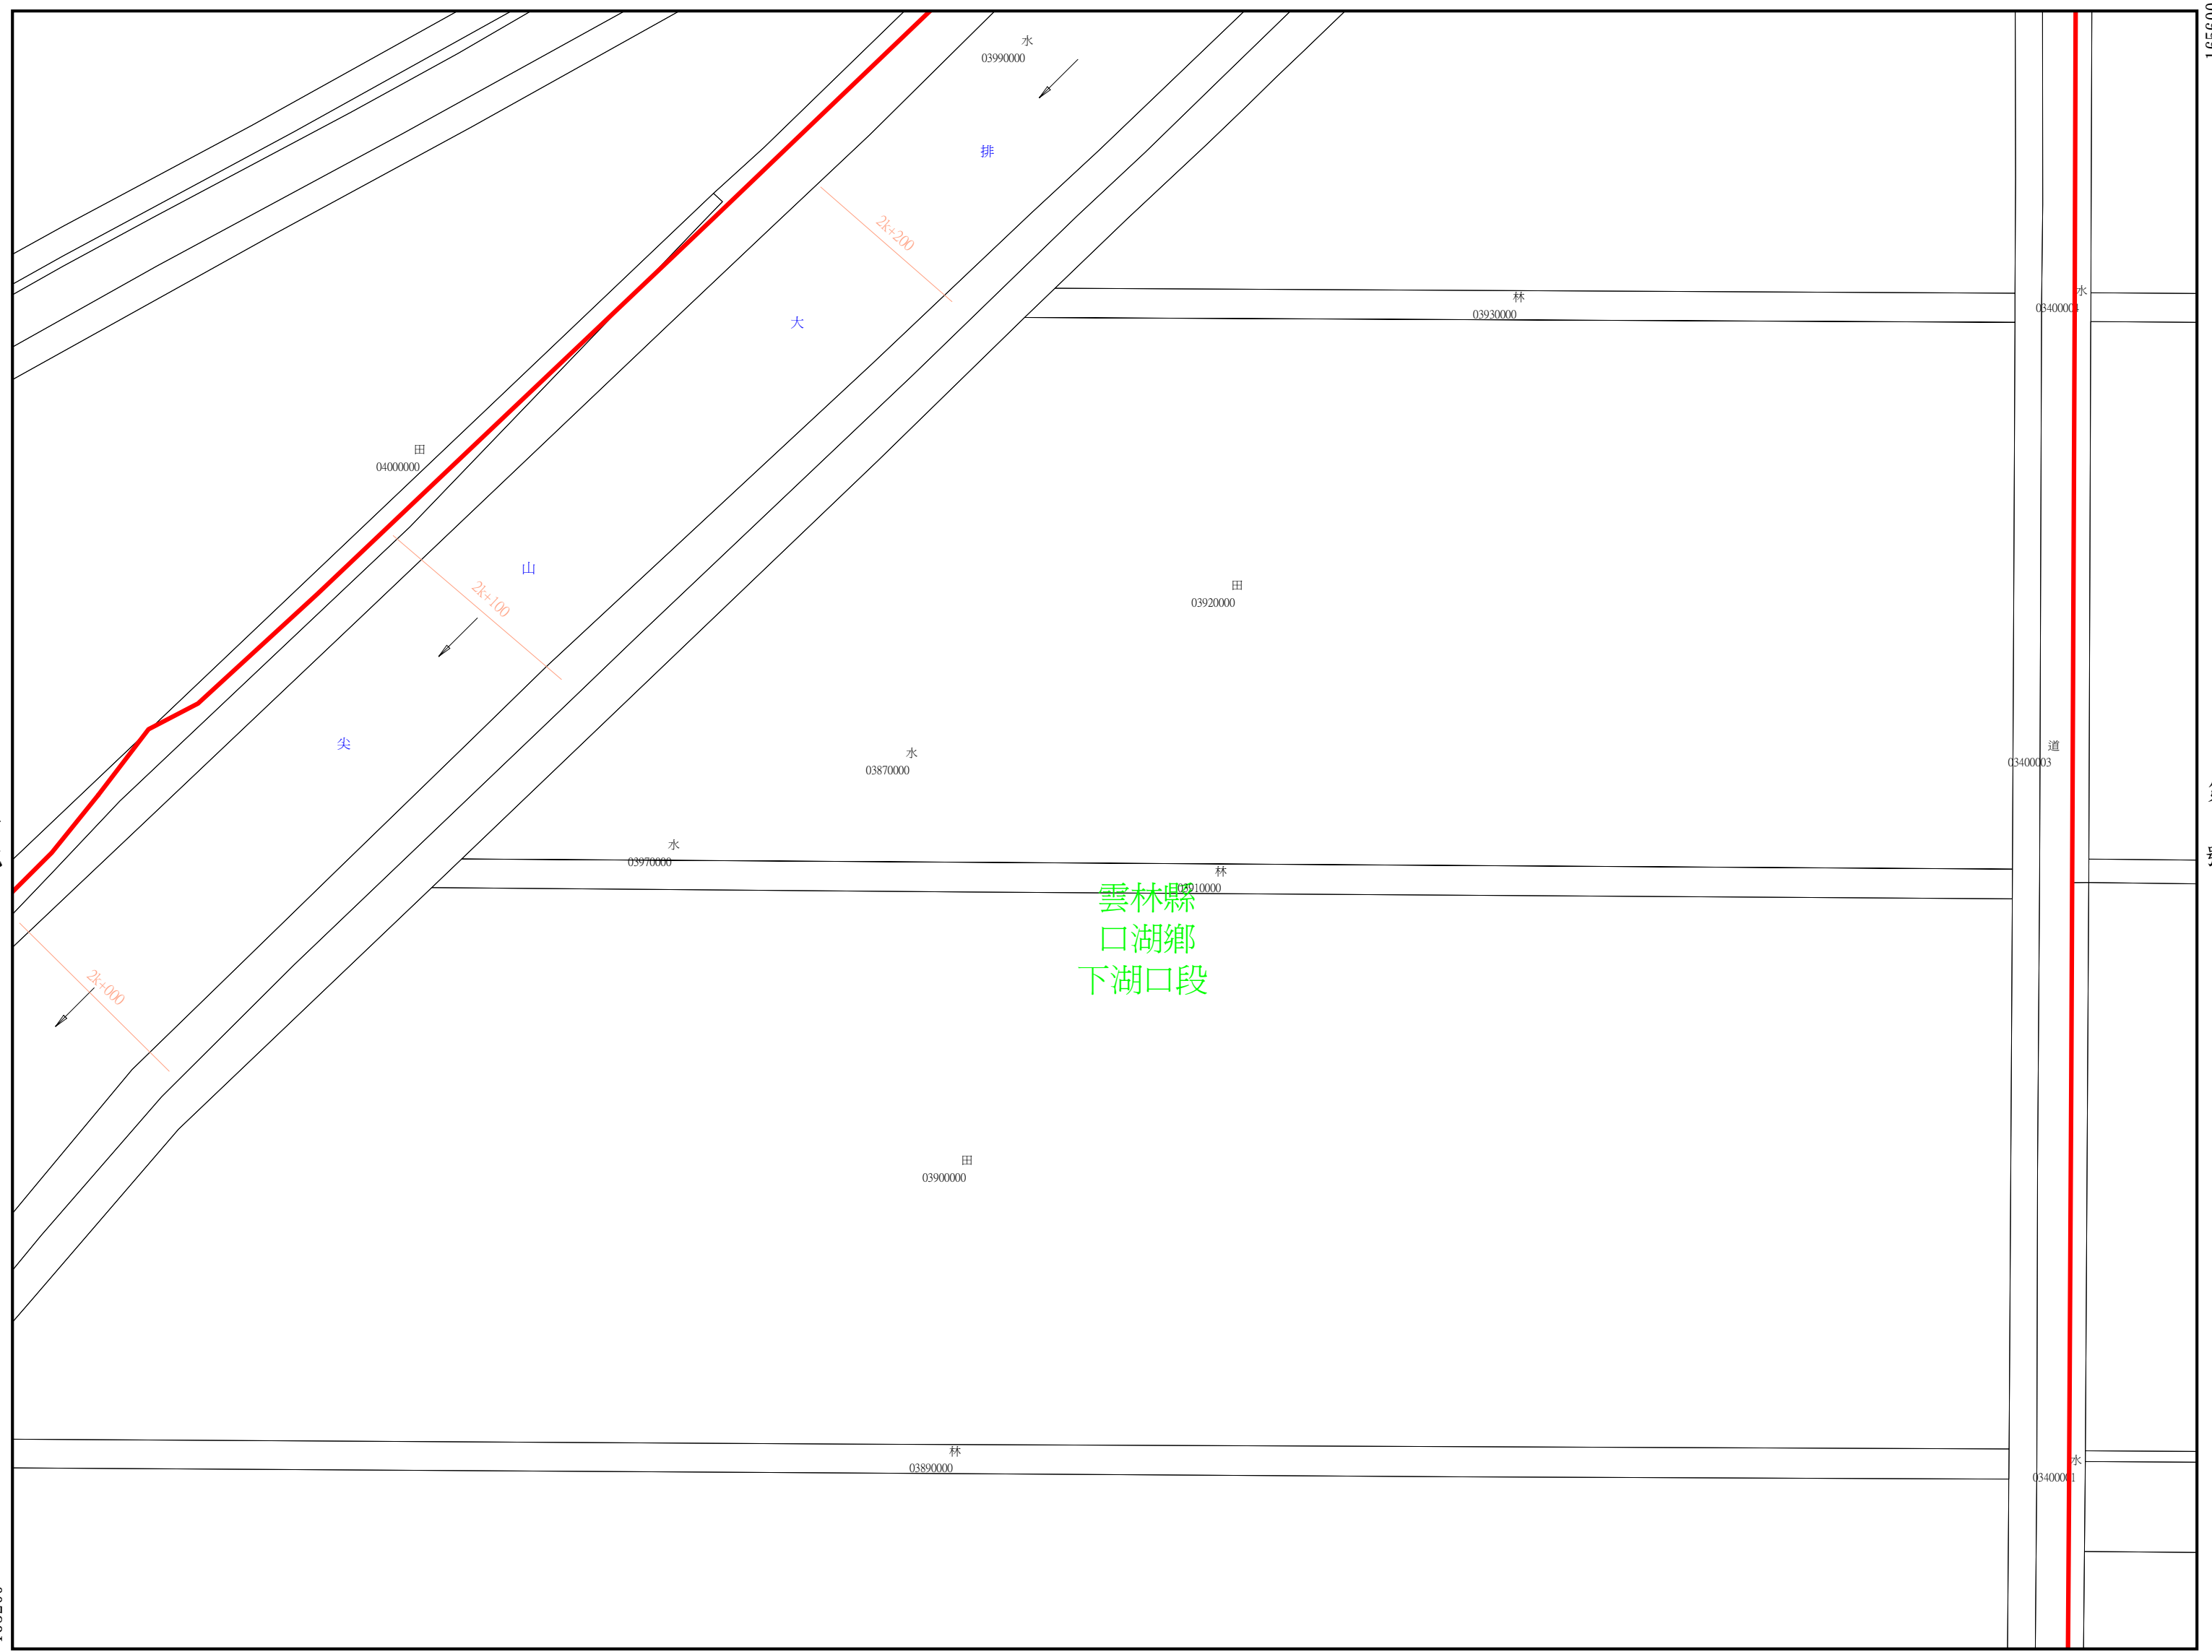 水
03990000
排
2k+200
大
林
03930000
水
03400004
田
04000000
山
2k+100
田
03920000
尖
水
03870000
道
03400003
水
03970000
林
03910000
雲林縣
口湖鄉
下湖口段
2k+000
田
03900000
林
03890000
水
03400001